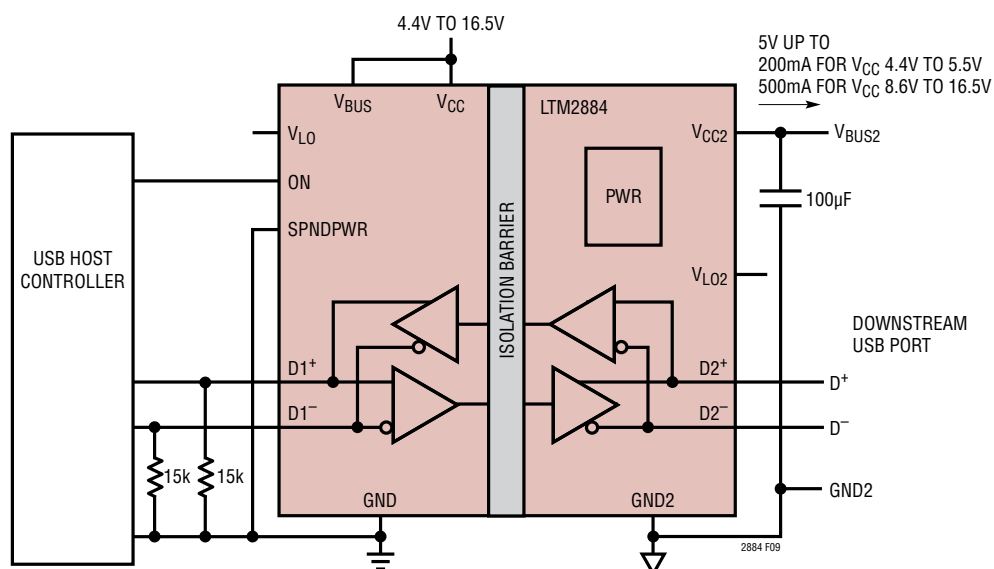 4.4V TO 16.5V
5V UP TO
200mA FOR VCC 4.4V TO 5.5V
500mA FOR VCC 8.6V TO 16.5V
VBUS
VCC
LTM2884
VLO
VCC2
VBUS2
ON
PWR
100µF
SPNDPWR
USB HOST
CONTROLLER
ISOLATION BARRIER
VLO2
DOWNSTREAM
USB PORT
D1+
D2+
D+
D1−
D2−
D−
15k
15k
GND
GND2
GND2
2884 F09